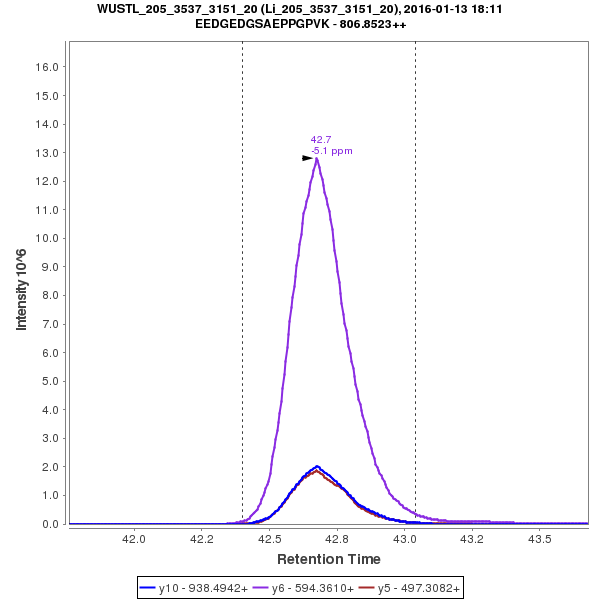 WUSTL_205_3537_3151_20 (Li_205_3537_3151_20), 2016-01-13 18:11
EEDGEDGSAEPPGPVK - 806.8523++
42.7
-5.1 ppm
16.0
15.0
14.0
13.0
12.0
11.0
10.0
9.0
8.0
7.0
6.0
5.0
4.0
3.0
2.0
1.0
0.0
Intensity 10^6
42.0 42.2 42.5 42.8 43.0 43.2 43.5
Retention Time
y10 - 938.4942+ y6 - 594.3610+ y5 - 497.3082+